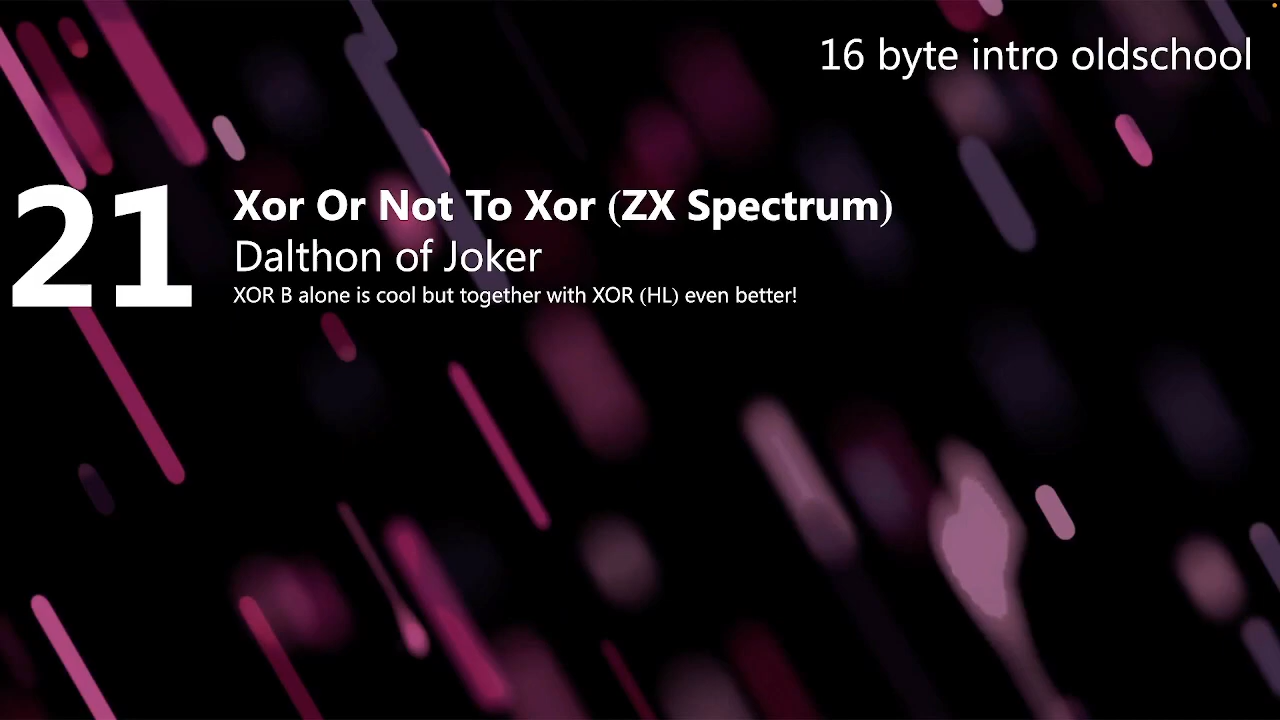 16 byte intro oldschool
21
Xor Or Not To Xor (ZX Spectrum)
Dalthon of Joker
XOR B alone is cool but together with XOR (HL) even better!